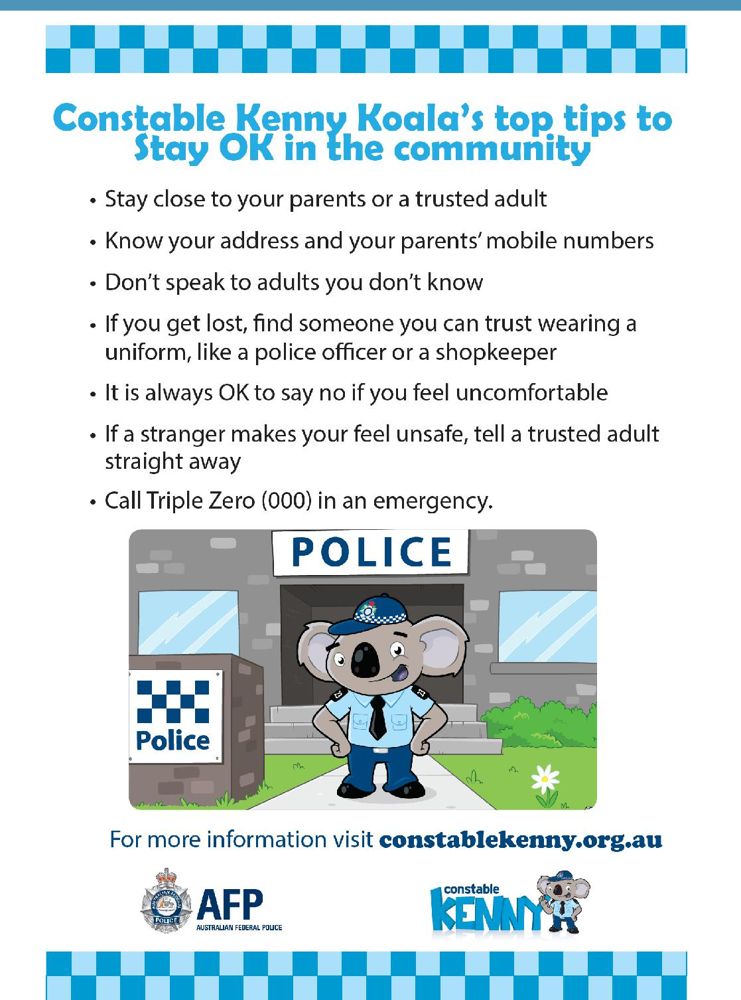 Constable Kenny Koala's top tips to
Stay OK in the community
• Stay close to your parents or a trusted adult
• Know your address and your parents' mobile numbers
• Don't speak to adults you don't know
• If you get lost, find someone you can trust wearing a
uniform, like a police officer or a shopkeeper
• It is always OK to say no if you feel uncomfortable
• If a stranger makes your feel unsafe, tell a trusted adult
straight away
• Call Triple Zero (000) in an emergency.
POLICE
23
23
Police
For more information visit constablekenny.org.au
AUSTRALIAN FEDERAL
POLICE
AFP
AUSTRALIAN FEDERAL POLICE
constable
KENNY